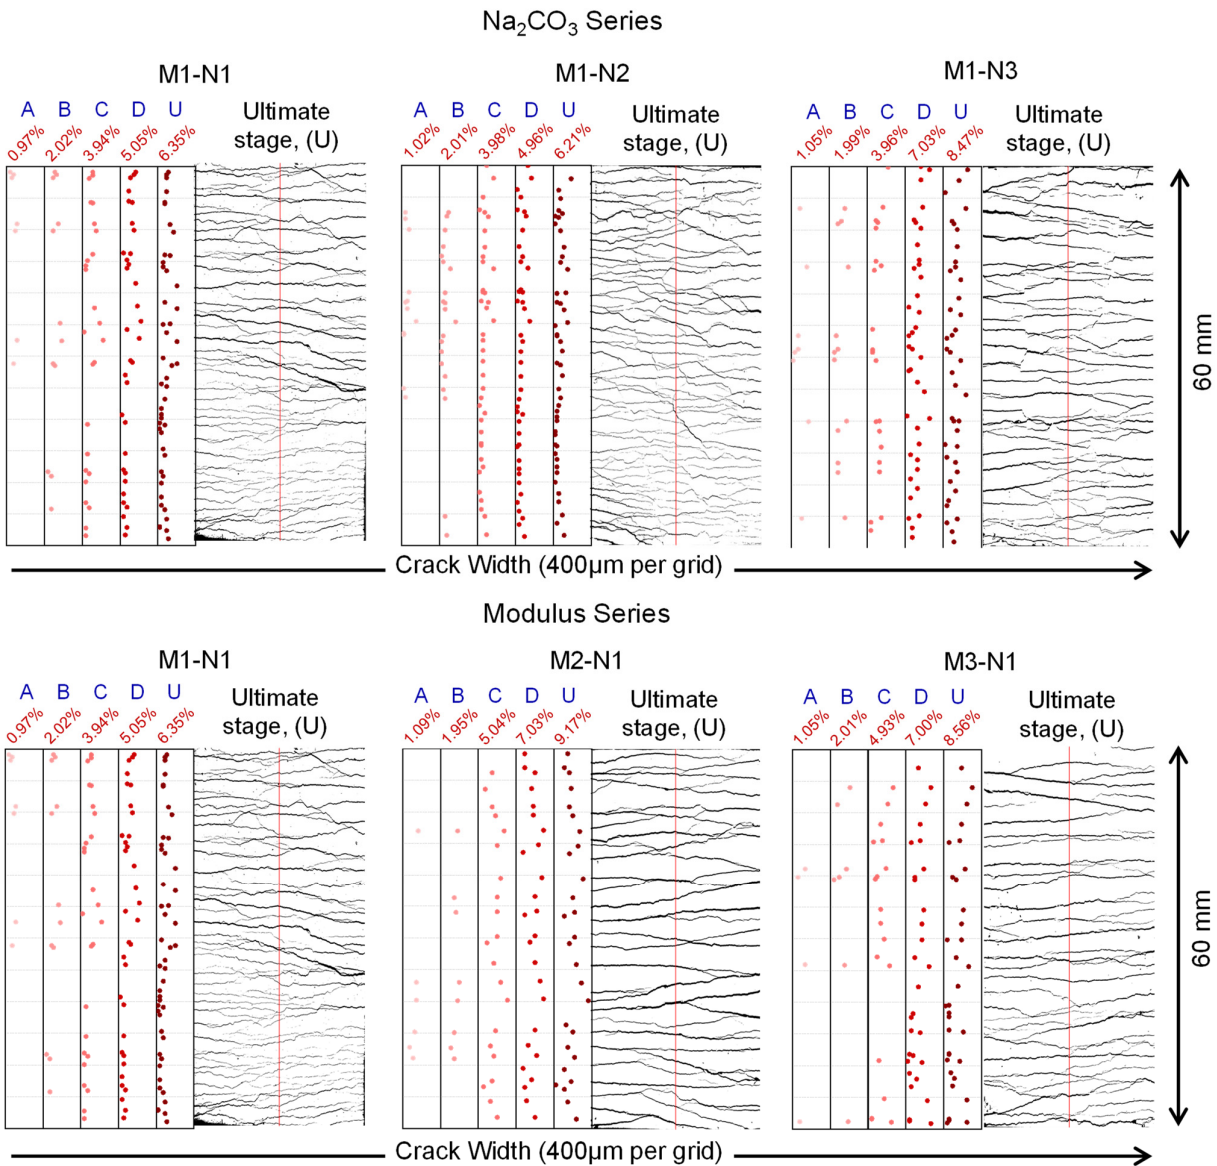 Na₂CO₃ Series
M1-N1 M1-N2 M1-N3
A B C D U Ultimate stage, (U)
0.97% 2.02% 3.94% 5.05% 6.35%
A B C D U Ultimate stage, (U)
1.02% 2.01% 3.98% 4.96% 6.21%
A B C D U Ultimate stage, (U)
1.05% 1.99% 3.96% 7.03% 8.47%
60 mm
Crack Width (400µm per grid)
Modulus Series
M1-N1 M2-N1 M3-N1
A B C D U Ultimate stage, (U)
0.97% 2.02% 3.94% 5.05% 6.35%
A B C D U Ultimate stage, (U)
1.09% 1.95% 5.04% 7.03% 9.17%
A B C D U Ultimate stage, (U)
1.05% 2.01% 4.93% 7.00% 8.56%
60 mm
Crack Width (400µm per grid)